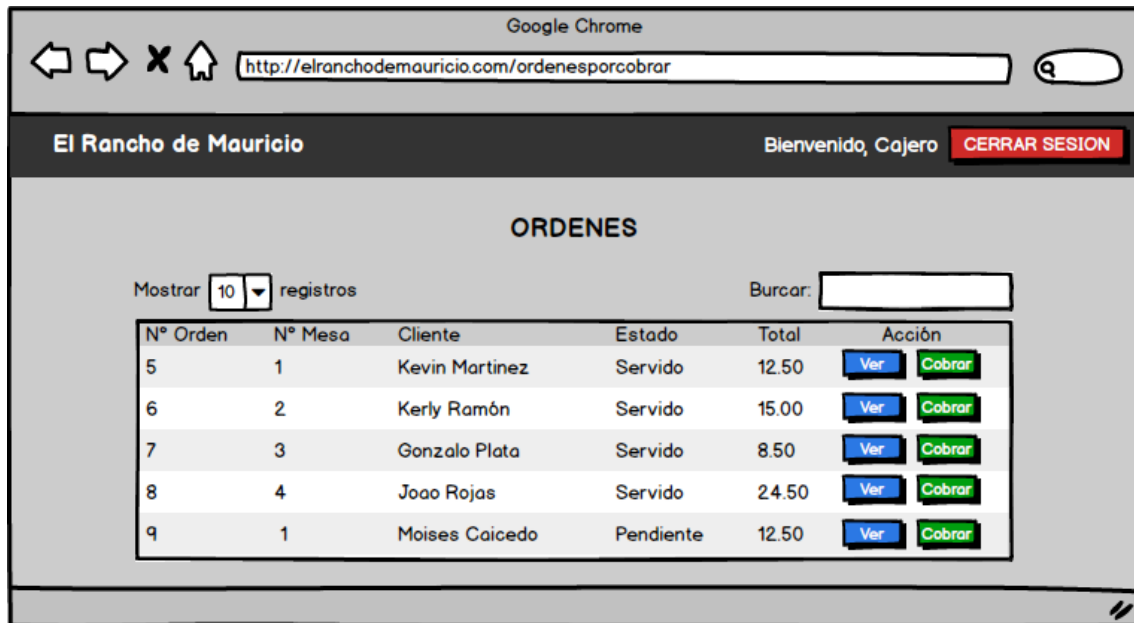 Google Chrome
http://elranchodemauricio.com/ordenesporcobrar
El Rancho de Mauricio Bienvenido, Cajero CERRAR SESION
ORDENES
Mostrar 10 registros Burcar:
Nº Orden Nº Mesa Cliente Estado Total Acción
5 1 Kevin Martinez Servido 12.50 Ver Cobrar
6 2 Kerly Ramón Servido 15.00 Ver Cobrar
7 3 Gonzalo Plata Servido 8.50 Ver Cobrar
8 4 Joao Rojas Servido 24.50 Ver Cobrar
9 1 Moises Caicedo Pendiente 12.50 Ver Cobrar